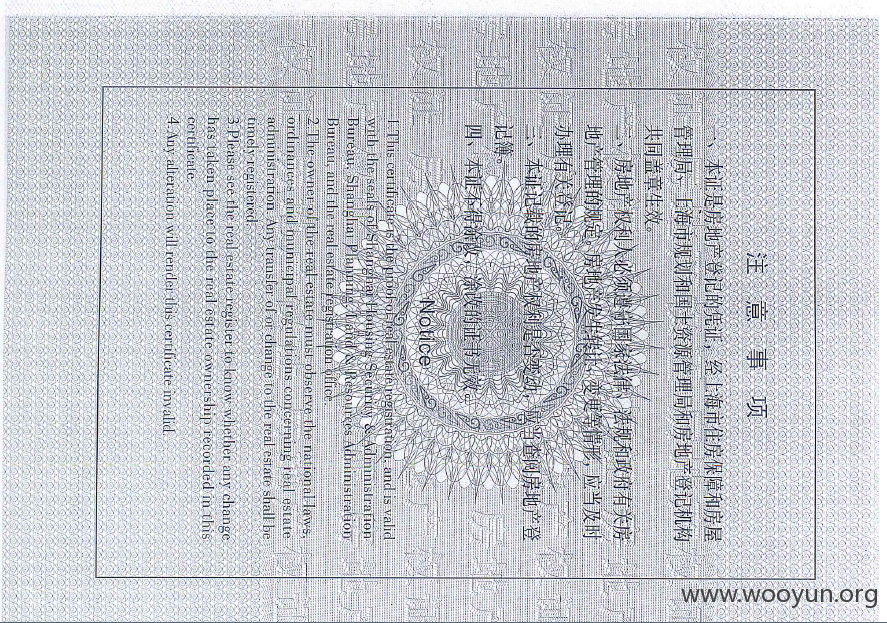 注意事项
一、本证是房地产登记的凭证，经上海市住房保障和房屋
管理局、上海市规划和国土资源管理局和房地产登记机构
共同盖章生效。
二、房地产权利人必须遵守国家法律、法规和政府有关房
地产管理的规定，房地产发生转让、变更等情形，应当及时
办理有关登记。
三、本证记载的房地产权利是否变动，应当查阅房地产登
记簿。
四、本证不得涂改，涂改的证书无效。
Notice
1.This certificate is the proof of real estate registration, and is valid
with the seals of Shanghai Housing Security & Administration
Bureau, Shanghai Planning, Land & Resources Administration
Bureau, and the real estate registration office.
2.The owner of the real estate must observe the national laws,
ordinances and municipal regulations concerning real estate
administration. Any transfer of or change to the real estate shall be
timely registered.
3.Please see the real estate register to know whether any change
has taken place to the real estate ownership recorded in this
certificate.
4.Any alteration will render this certificate invalid.
www.wooyun.org